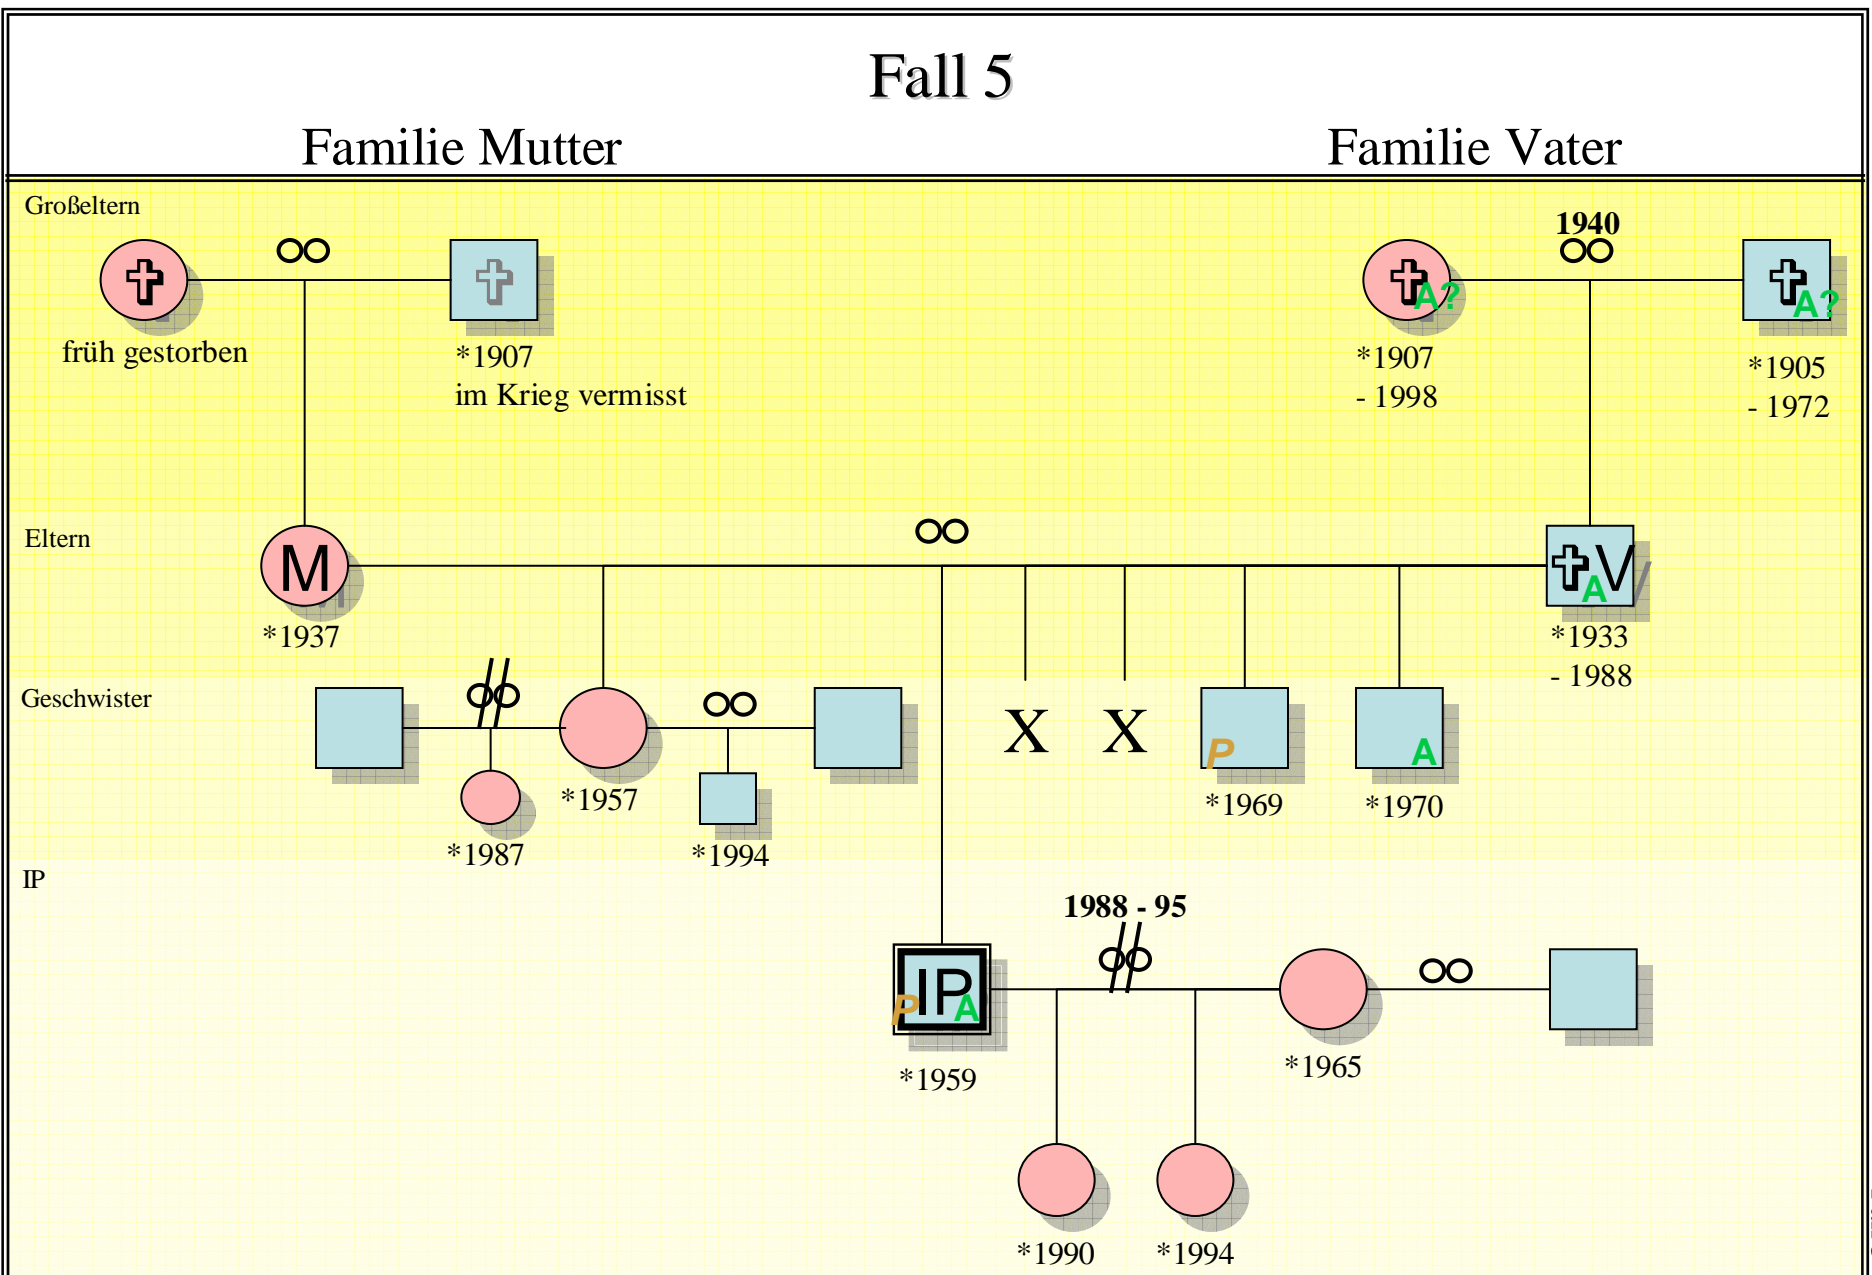 Fall 5
Familie Mutter
Familie Vater
Großeltern
1940
A?
A?
früh gestorben
*1907
im Krieg vermisst
*1907
- 1998
*1905
- 1972
Eltern
M
V
A
*1937
*1933
- 1988
Geschwister
X
X
P
A
*1957
*1969
*1970
*1987
*1994
IP
1988 - 95
IP
P
A
*1959
*1965
*1990
*1994